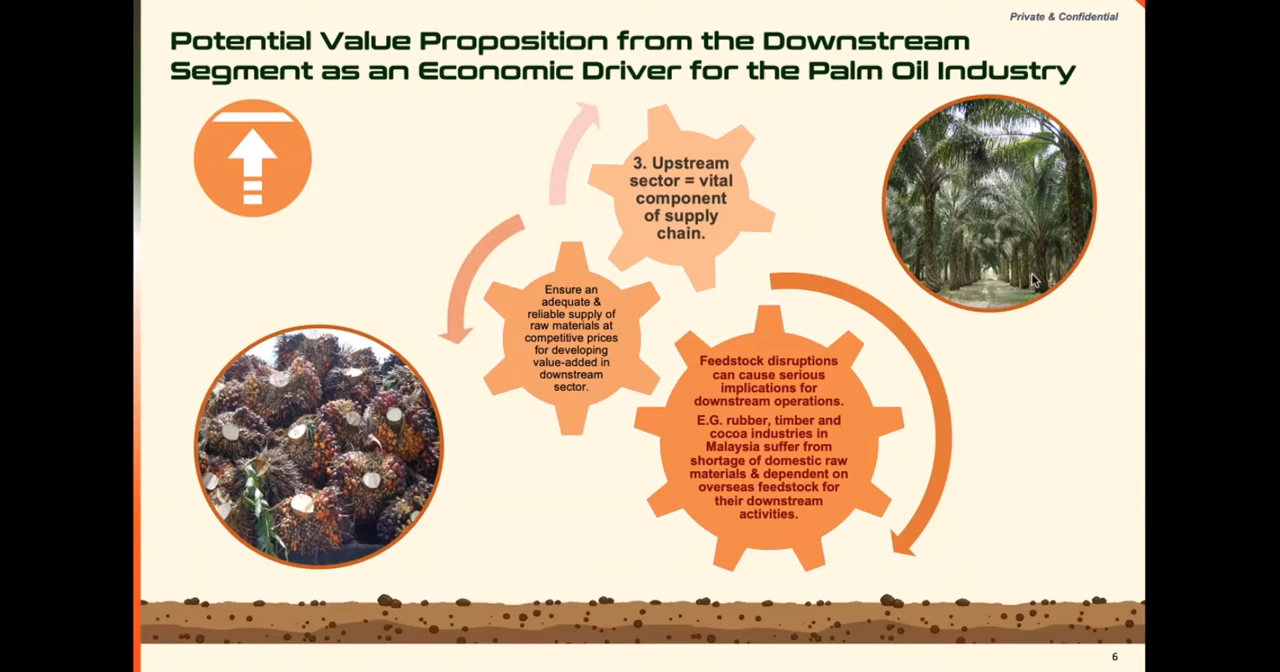 Private & Confidential
Potential Value Proposition from the Downstream
Segment as an Economic Driver for the Palm Oil Industry
3. Upstream
sector = vital
component
of supply
chain.
Ensure an
adequate &
reliable supply of
raw materials at
competitive prices
for developing
value-added in
downstream
sector.
Feedstock disruptions
can cause serious
implications for
downstream operations.
E.G. rubber, timber and
cocoa industries in
Malaysia suffer from
shortage of domestic raw
materials & dependent on
overseas feedstock for
their downstream
activities.
6